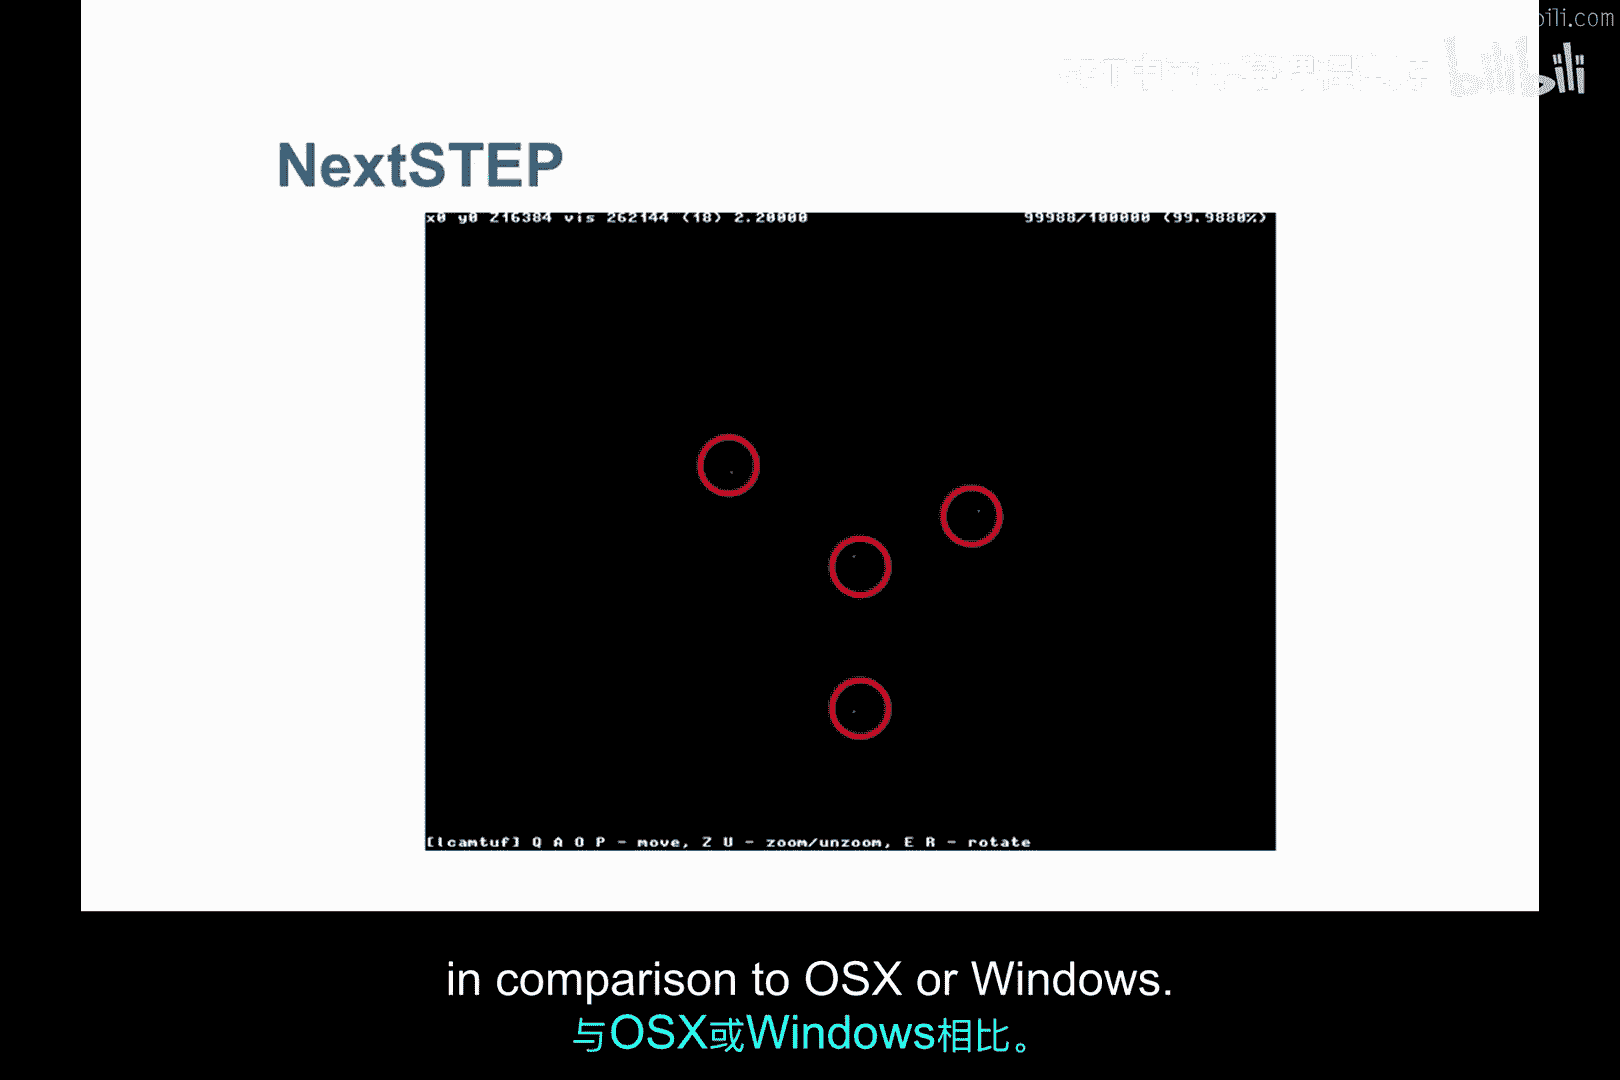 bili.com
bilibili
NextSTEP
x0 y0 Z16384 vis 262144 (18) 2.20000
99988/100000 (99.9880%)
[lcamtuf] Q A O P - move, Z U - zoom/unzoom, E R - rotate
in comparison to OSX or Windows.
与OSX或Windows相比。